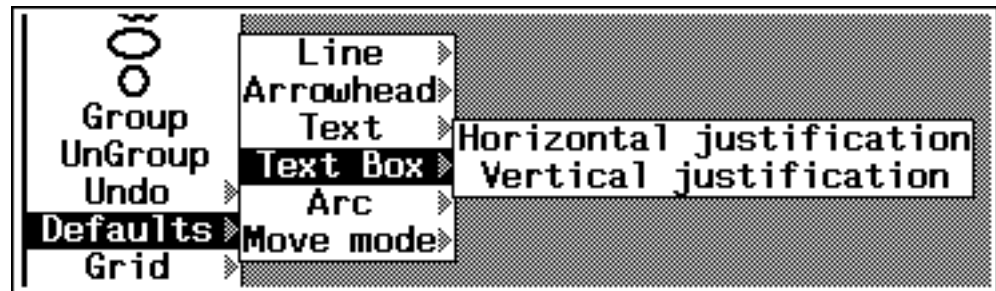 Group
UnGroup
Undo
Defaults
Grid
Line
Arrowhead
Text
Text Box
Arc
Move mode
Horizontal justification
Vertical justification